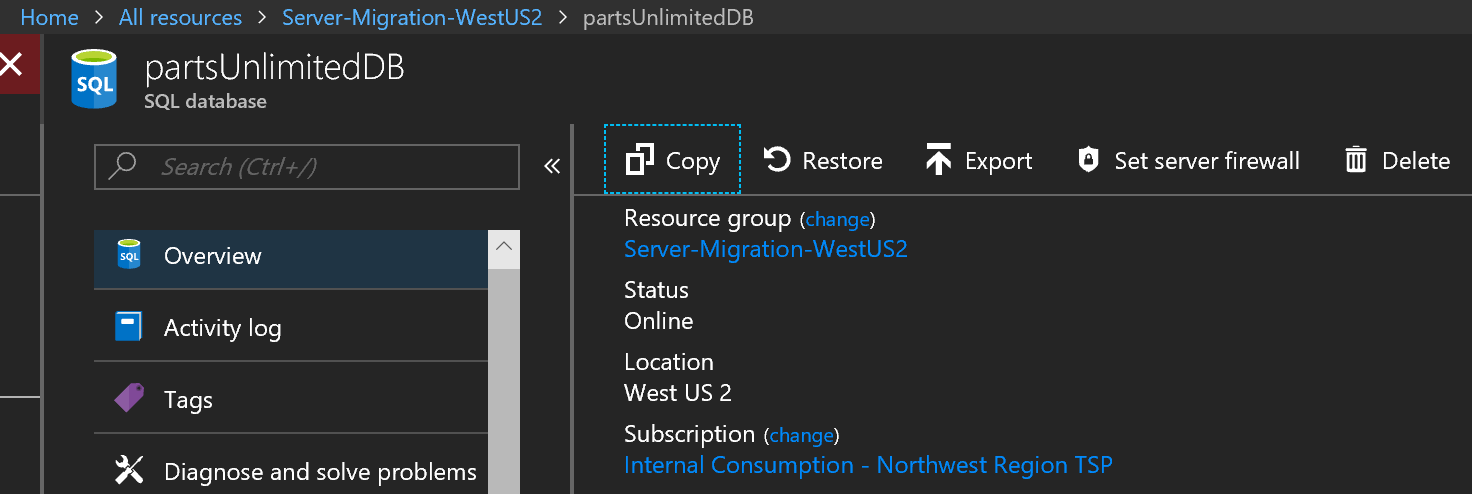 Home > All resources > Server-Migration-WestUS2 > partsUnlimitedDB
SQL
partsUnlimitedDB
SQL database
Search (Ctrl+/)
«
Copy Restore Export Set server firewall Delete
SQL Overview
Activity log
Tags
Diagnose and solve problems
Resource group (change)
Server-Migration-WestUS2
Status
Online
Location
West US 2
Subscription (change)
Internal Consumption - Northwest Region TSP